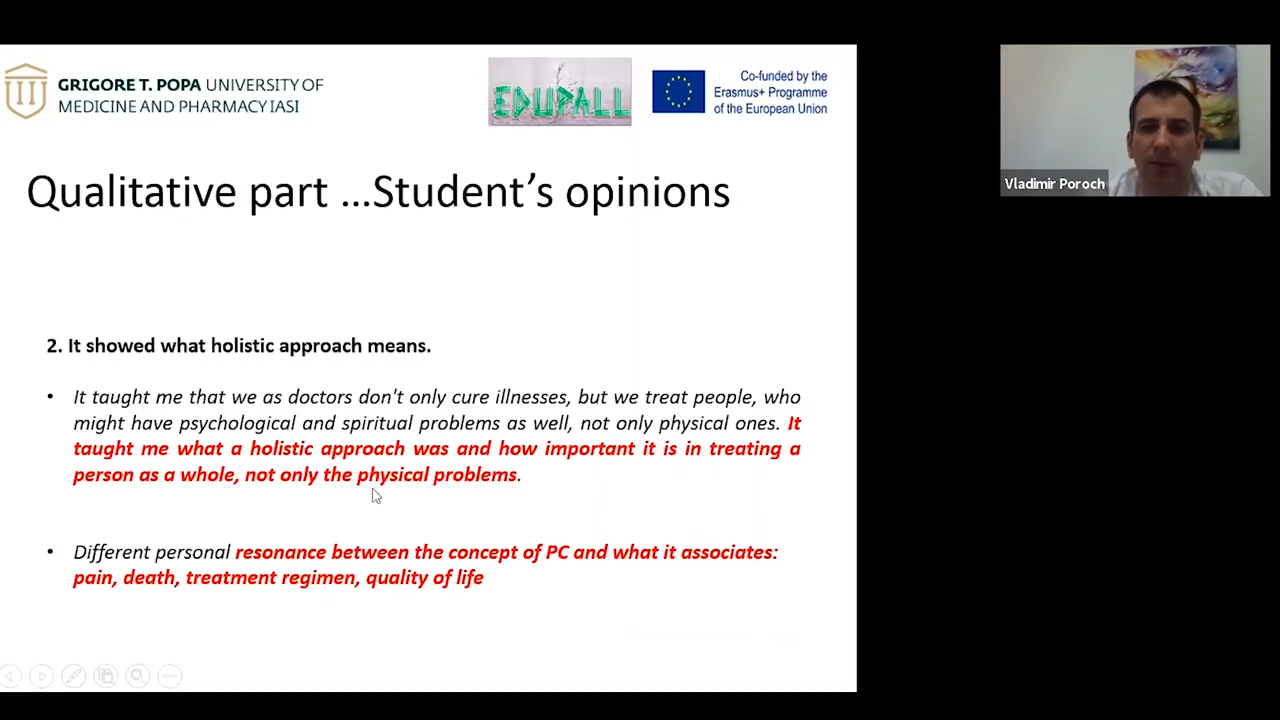 GRIGORE T. POPA UNIVERSITY OF
MEDICINE AND PHARMACY IASI
EDUPALL
Co-funded by the
Erasmus+ Programme
of the European Union
Vladimir Poroch
Qualitative part ...Student’s opinions
2. It showed what holistic approach means.
• It taught me that we as doctors don't only cure illnesses, but we treat people, who
might have psychological and spiritual problems as well, not only physical ones. It
taught me what a holistic approach was and how important it is in treating a
person as a whole, not only the physical problems.
• Different personal resonance between the concept of PC and what it associates:
pain, death, treatment regimen, quality of life